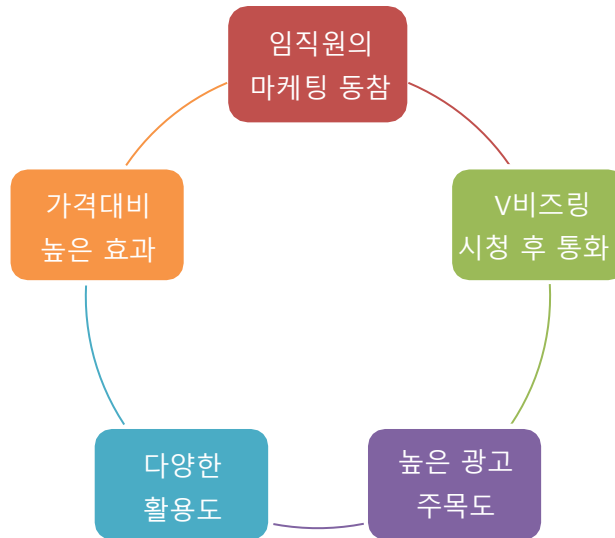 임직원의
마케팅 동참
V비즈링
시청 후 통화
높은 광고
주목도
다양한
활용도
가격대비
높은 효과